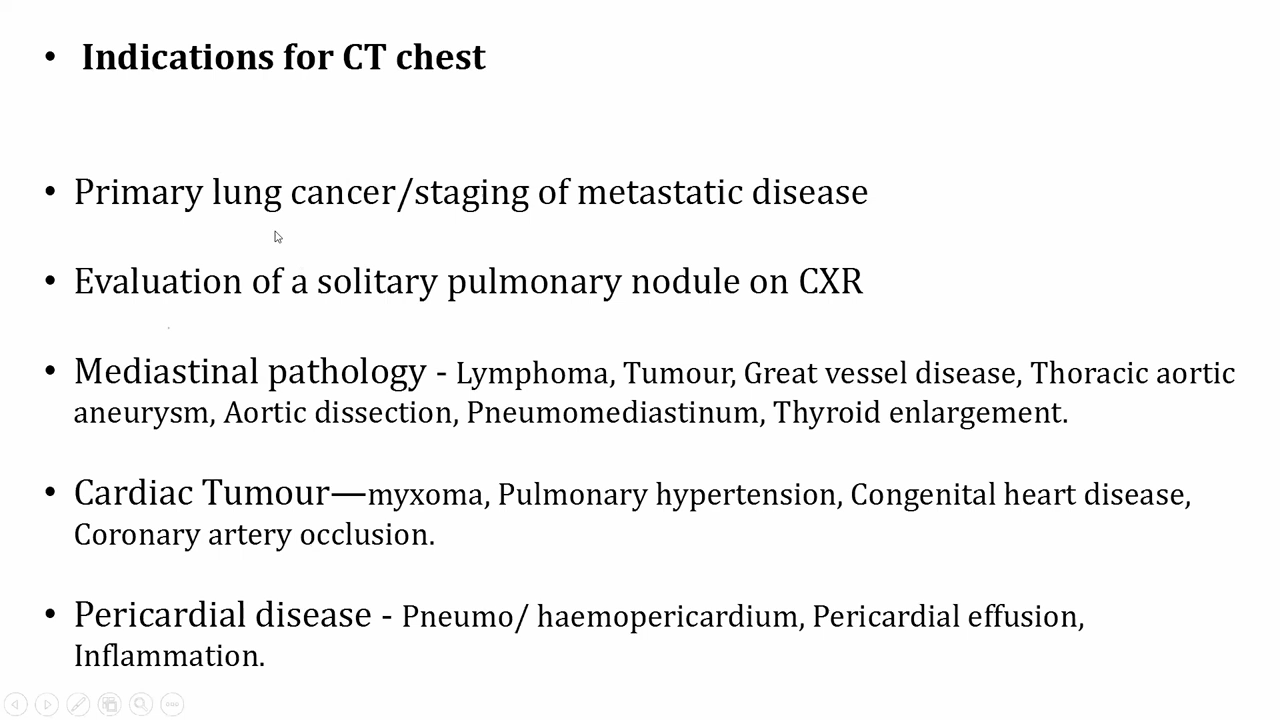 • Indications for CT chest
• Primary lung cancer/staging of metastatic disease
• Evaluation of a solitary pulmonary nodule on CXR
• Mediastinal pathology - Lymphoma, Tumour, Great vessel disease, Thoracic aortic
aneurysm, Aortic dissection, Pneumomediastinum, Thyroid enlargement.
• Cardiac Tumour—myxoma, Pulmonary hypertension, Congenital heart disease,
Coronary artery occlusion.
• Pericardial disease - Pneumo/ haemopericardium, Pericardial effusion,
Inflammation.